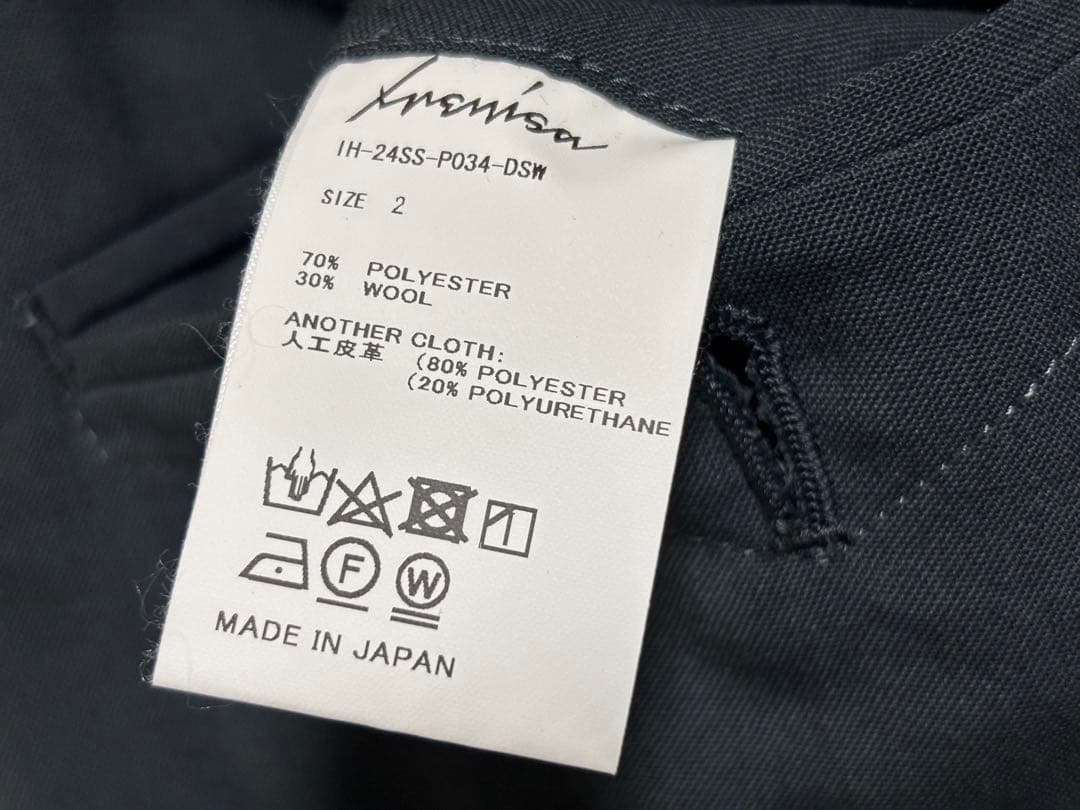 Irenisa
IH-24SS-P034-DSW
SIZE 2
70% POLYESTER
30% WOOL
ANOTHER CLOTH:
人工皮革 (80% POLYESTER
(20% POLYURETHANE
F W
MADE IN JAPAN